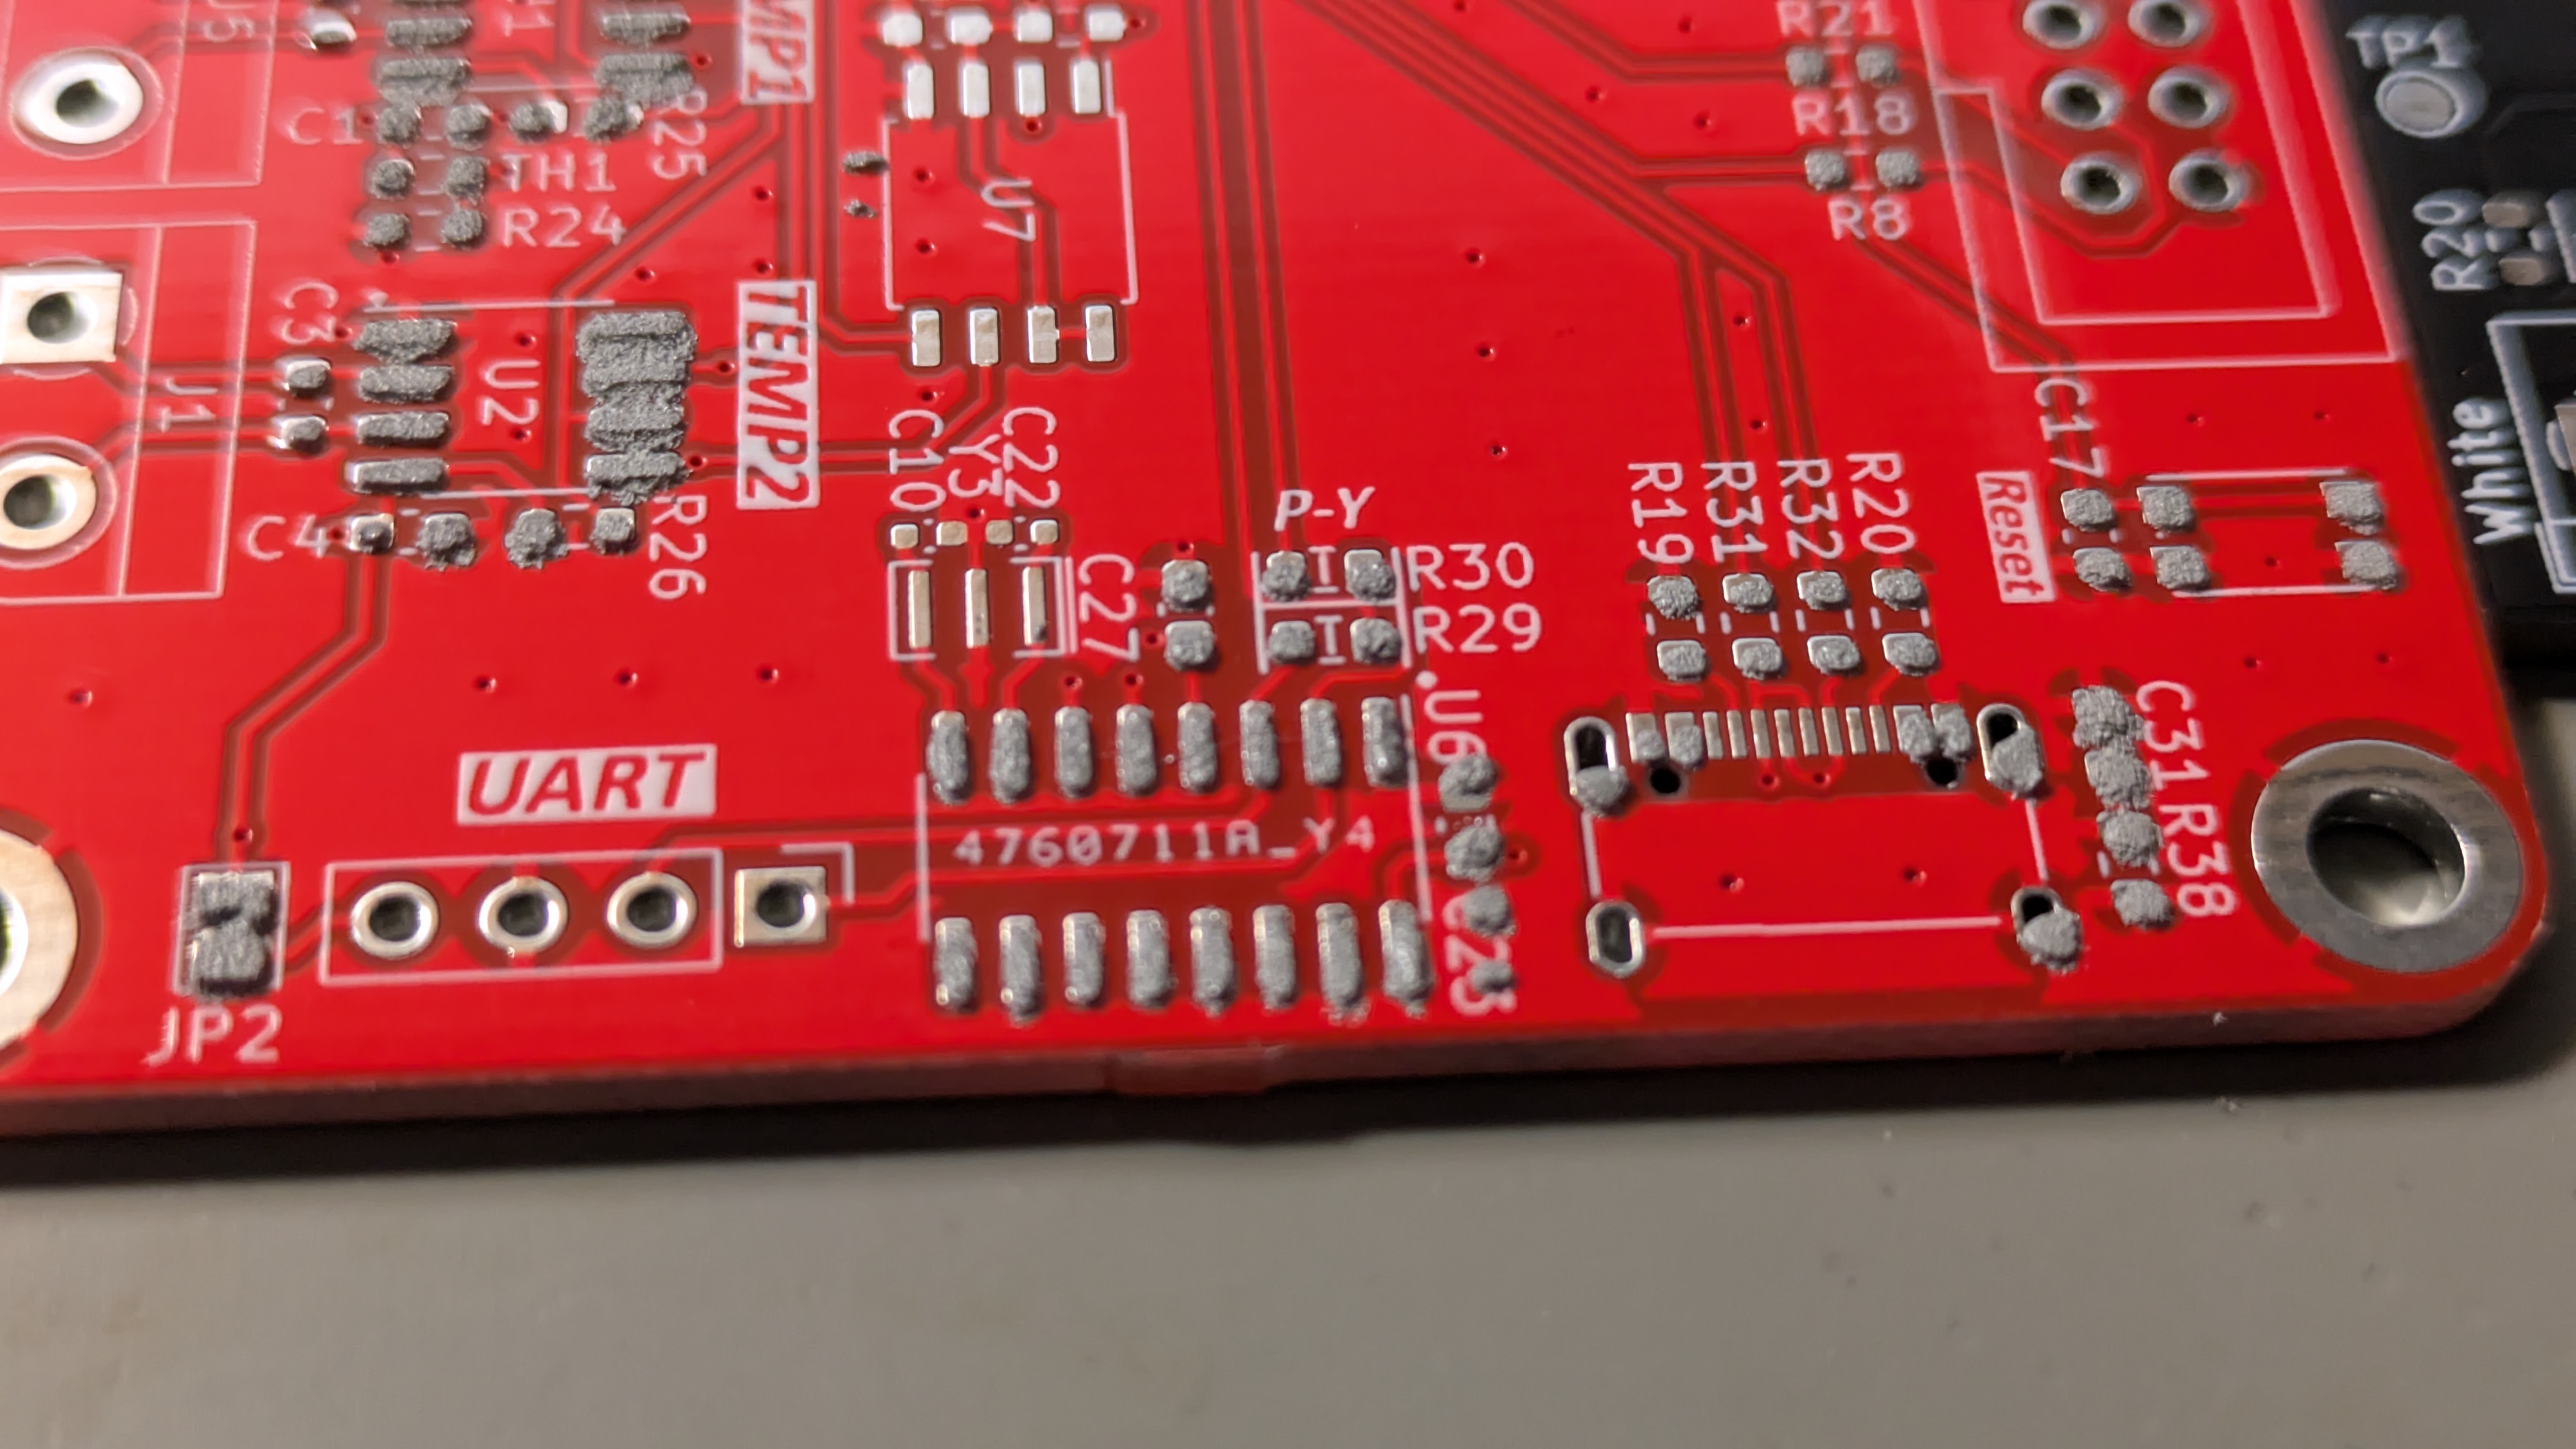 R21
TP1
R18
C1
R25
TH1
R8
R20
R24
U7
C3
TEMP2
U2
J1
C17
White
C10
Y3
C22
P-Y
R19
R31
R32
R20
Reset
C4
R26
C27
R30
R29
U6
C31
R38
UART
4760711A_Y4
C23
JP2